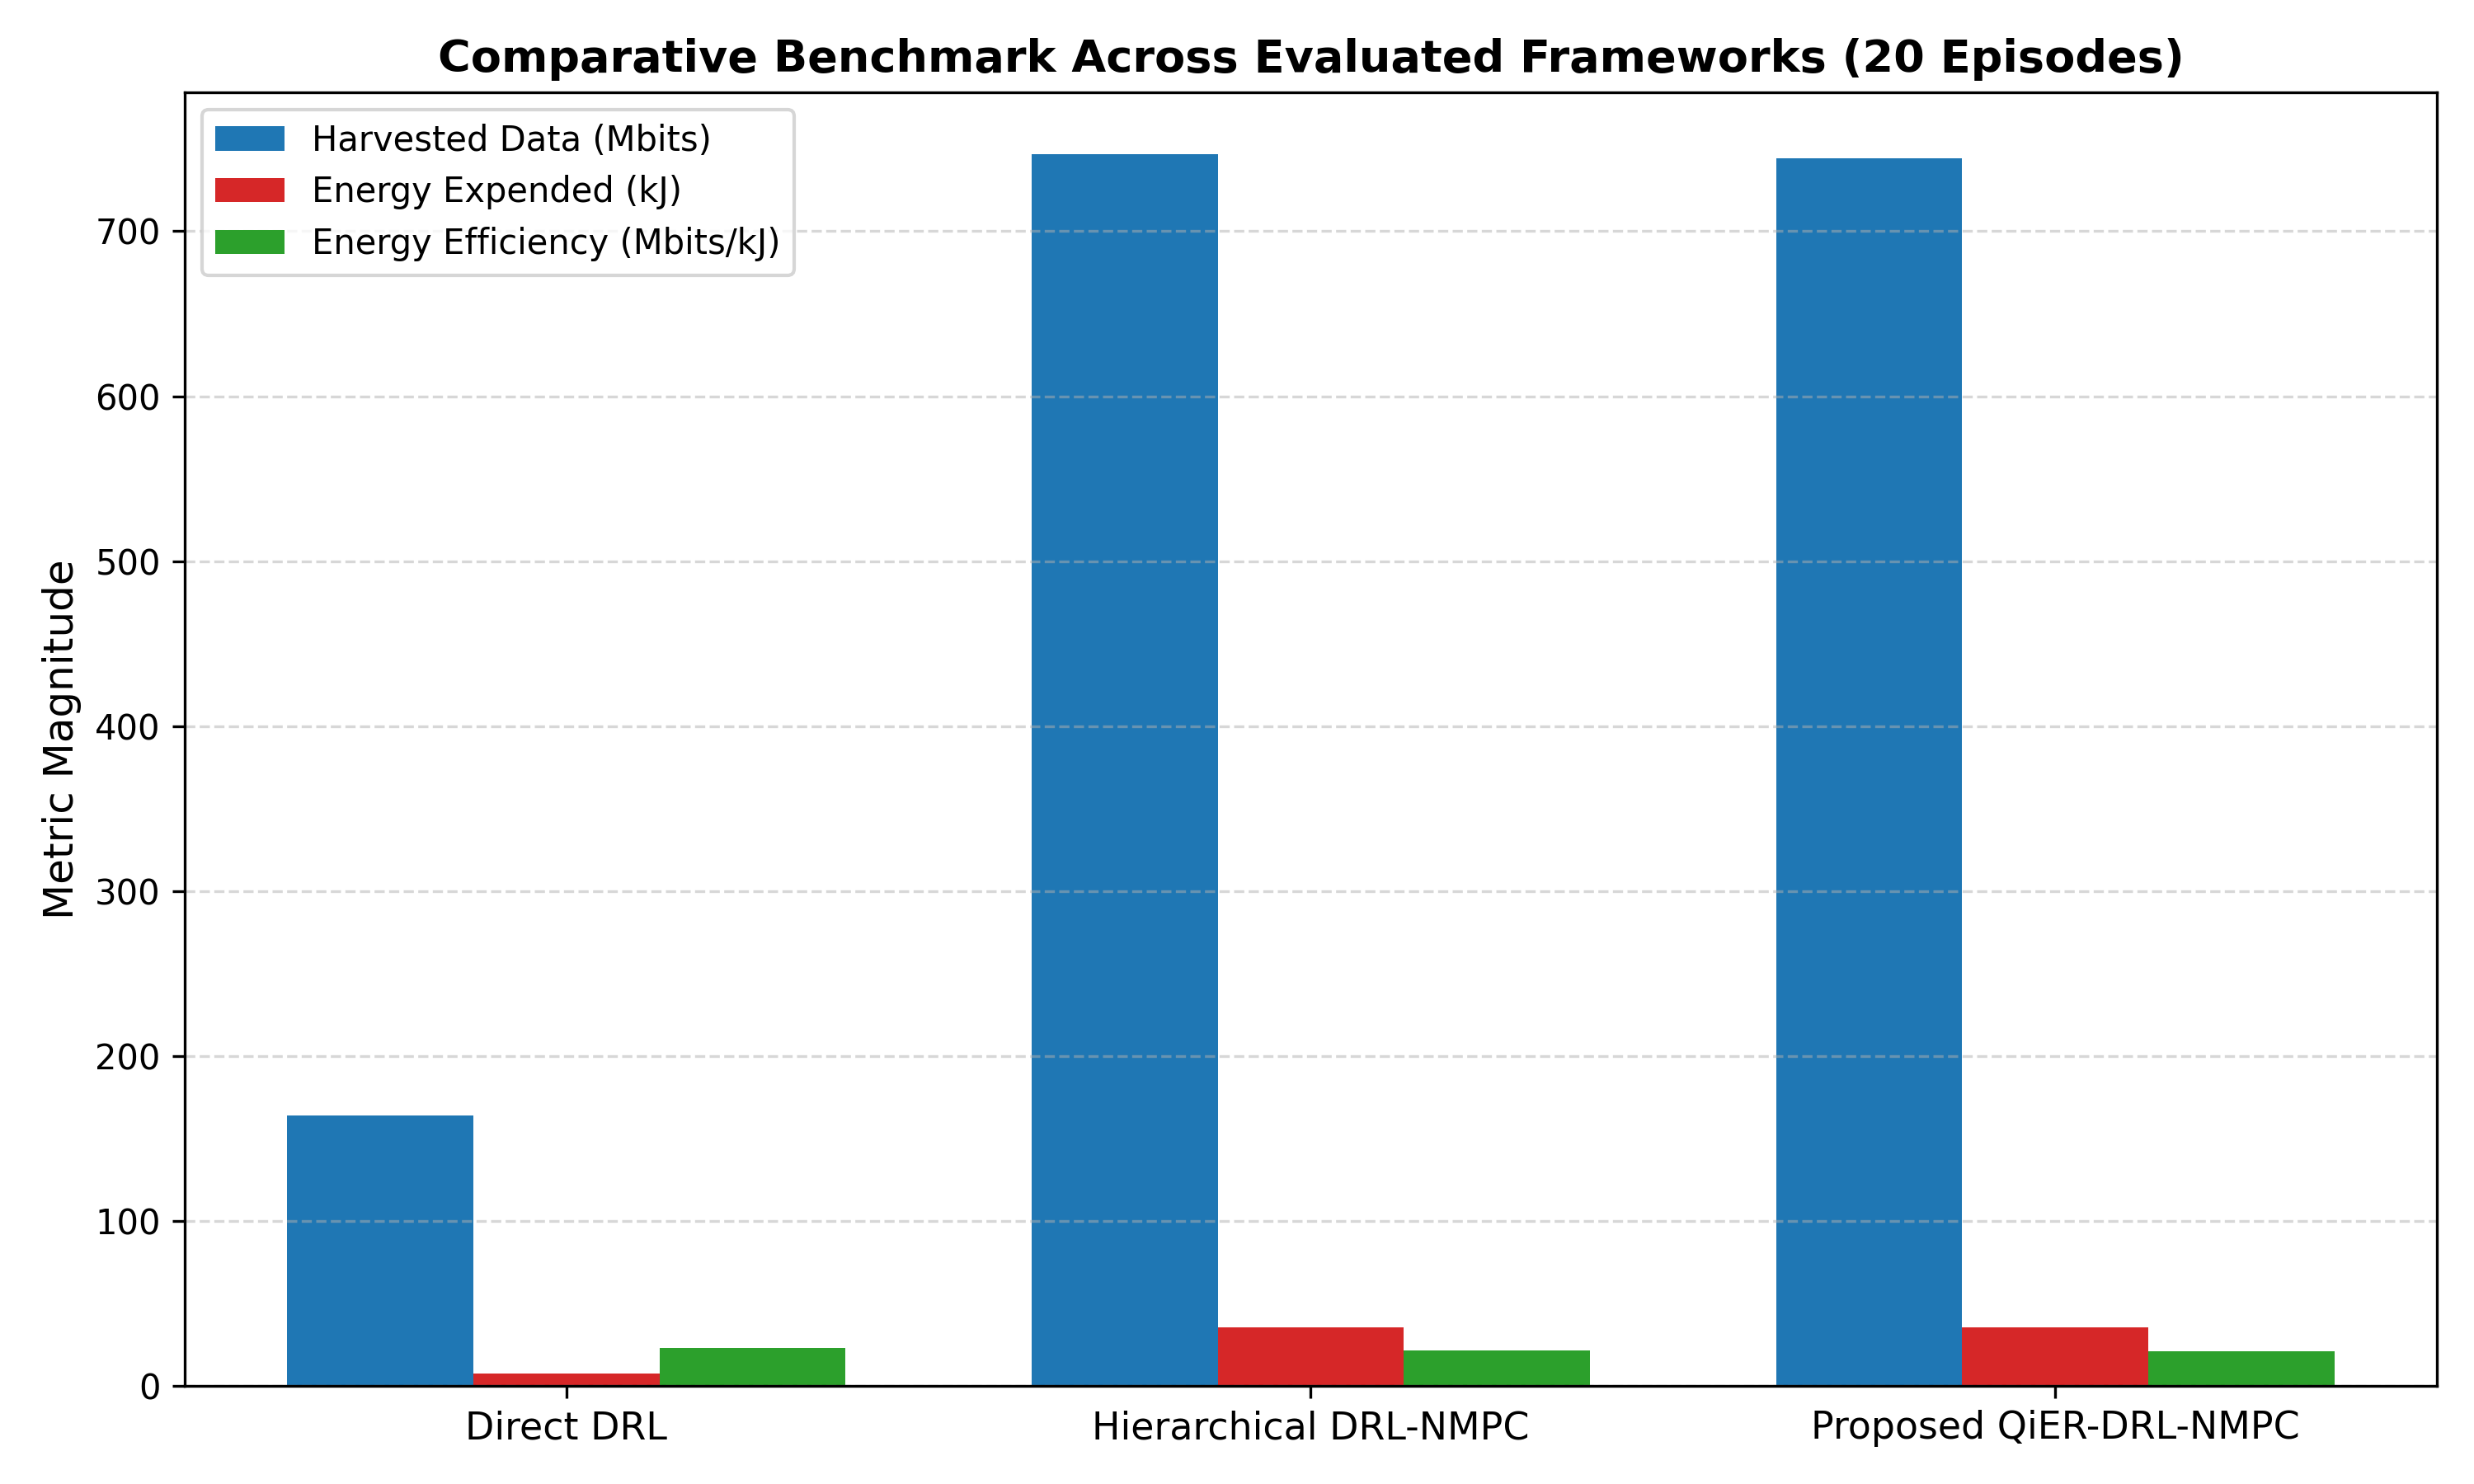 Comparative Benchmark Across Evaluated Frameworks (20 Episodes)
Harvested Data (Mbits)
Energy Expended (kJ)
Energy Efficiency (Mbits/kJ)
Metric Magnitude
700
600
500
400
300
200
100
0
Direct DRL
Hierarchical DRL-NMPC
Proposed QiER-DRL-NMPC